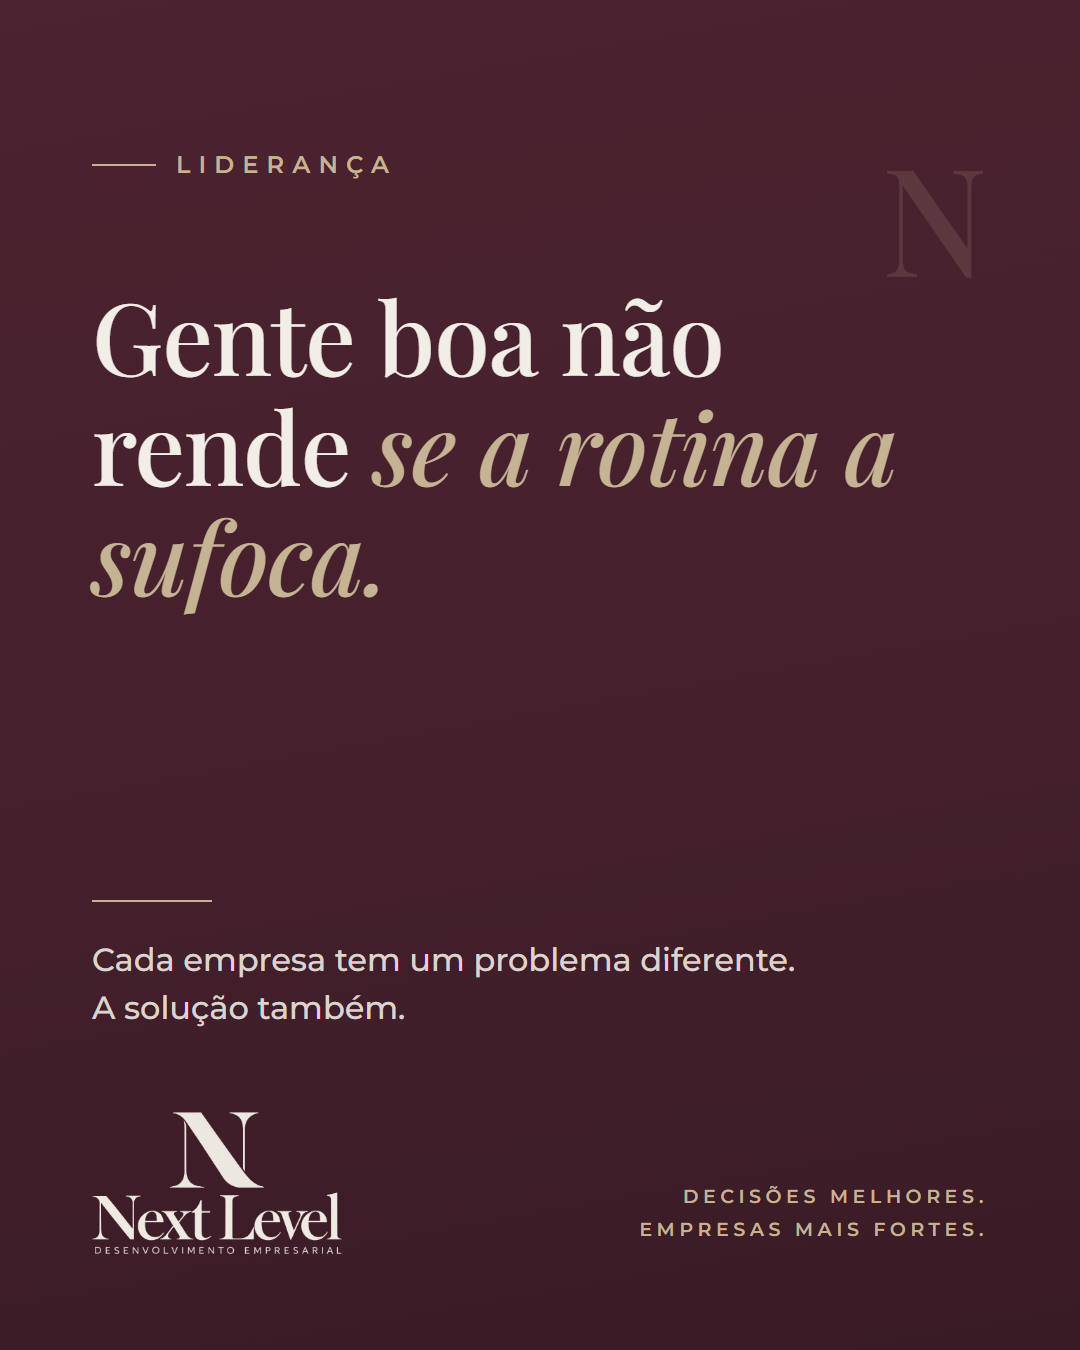 LIDERANÇA
N
Gente boa não
rende se a rotina a
sufoca.
Cada empresa tem um problema diferente.
A solução também.
N
Next Level
DESENVOLVIMENTO EMPRESARIAL
DECISÕES MELHORES.
EMPRESAS MAIS FORTES.